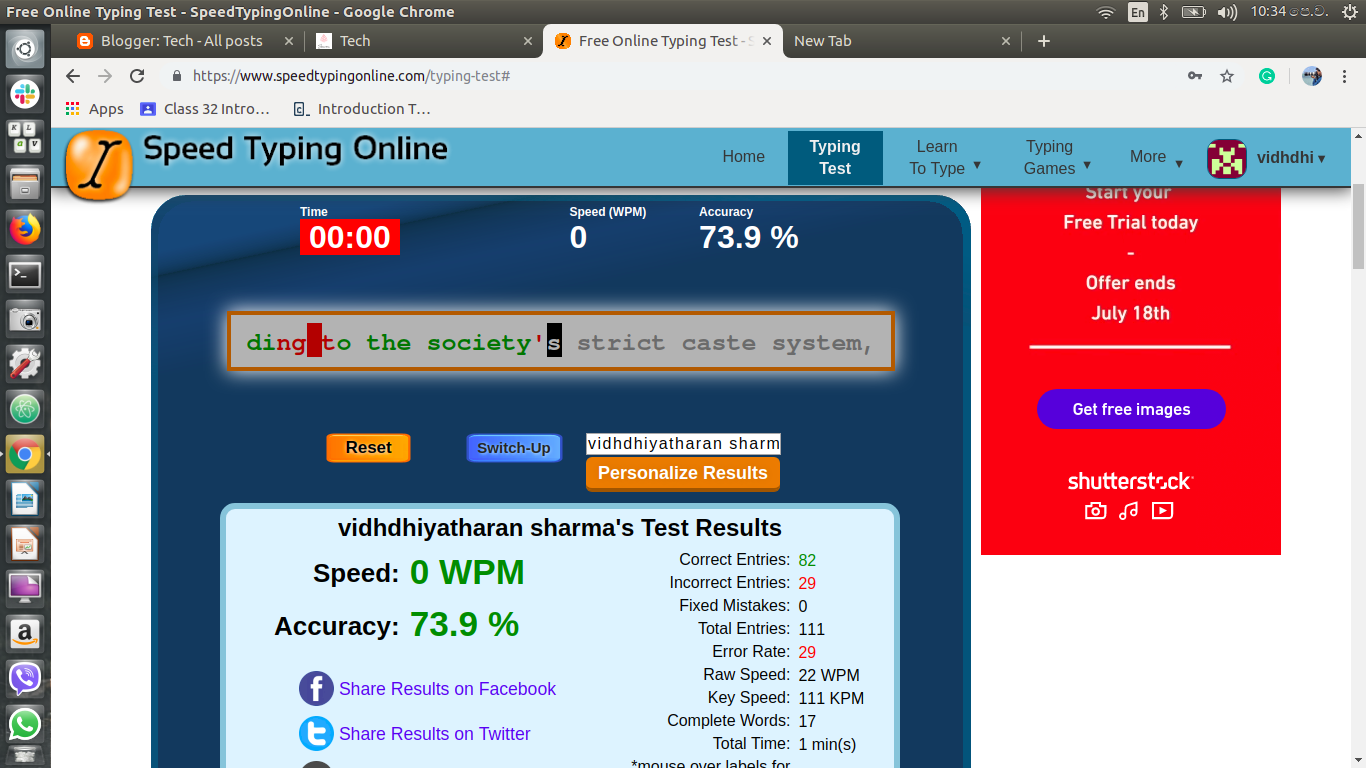 Free Online Typing Test - SpeedTypingOnline - Google Chrome
En
10:34 පෙ.ව.
Blogger: Tech - All posts
Tech
Free Online Typing Test - S
New Tab
https://www.speedtypingonline.com/typing-test#
Apps
Class 32 Intro…
Introduction T…
Speed Typing Online
Home
Typing
Test
Learn
To Type
Typing
Games
More
vidhdhi
Time
00:00
Speed (WPM)
0
Accuracy
73.9 %
ding to the society's strict caste system,
Reset
Switch-Up
vidhdhiyatharan sharm
Personalize Results
vidhdhiyatharan sharma's Test Results
Speed: 0 WPM
Accuracy: 73.9 %
Share Results on Facebook
Share Results on Twitter
Correct Entries: 82
Incorrect Entries: 29
Fixed Mistakes: 0
Total Entries: 111
Error Rate: 29
Raw Speed: 22 WPM
Key Speed: 111 KPM
Complete Words: 17
Total Time: 1 min(s)
*mouse over labels for
Start your
Free Trial today
-
Offer ends
July 18th
Get free images
shutterstock